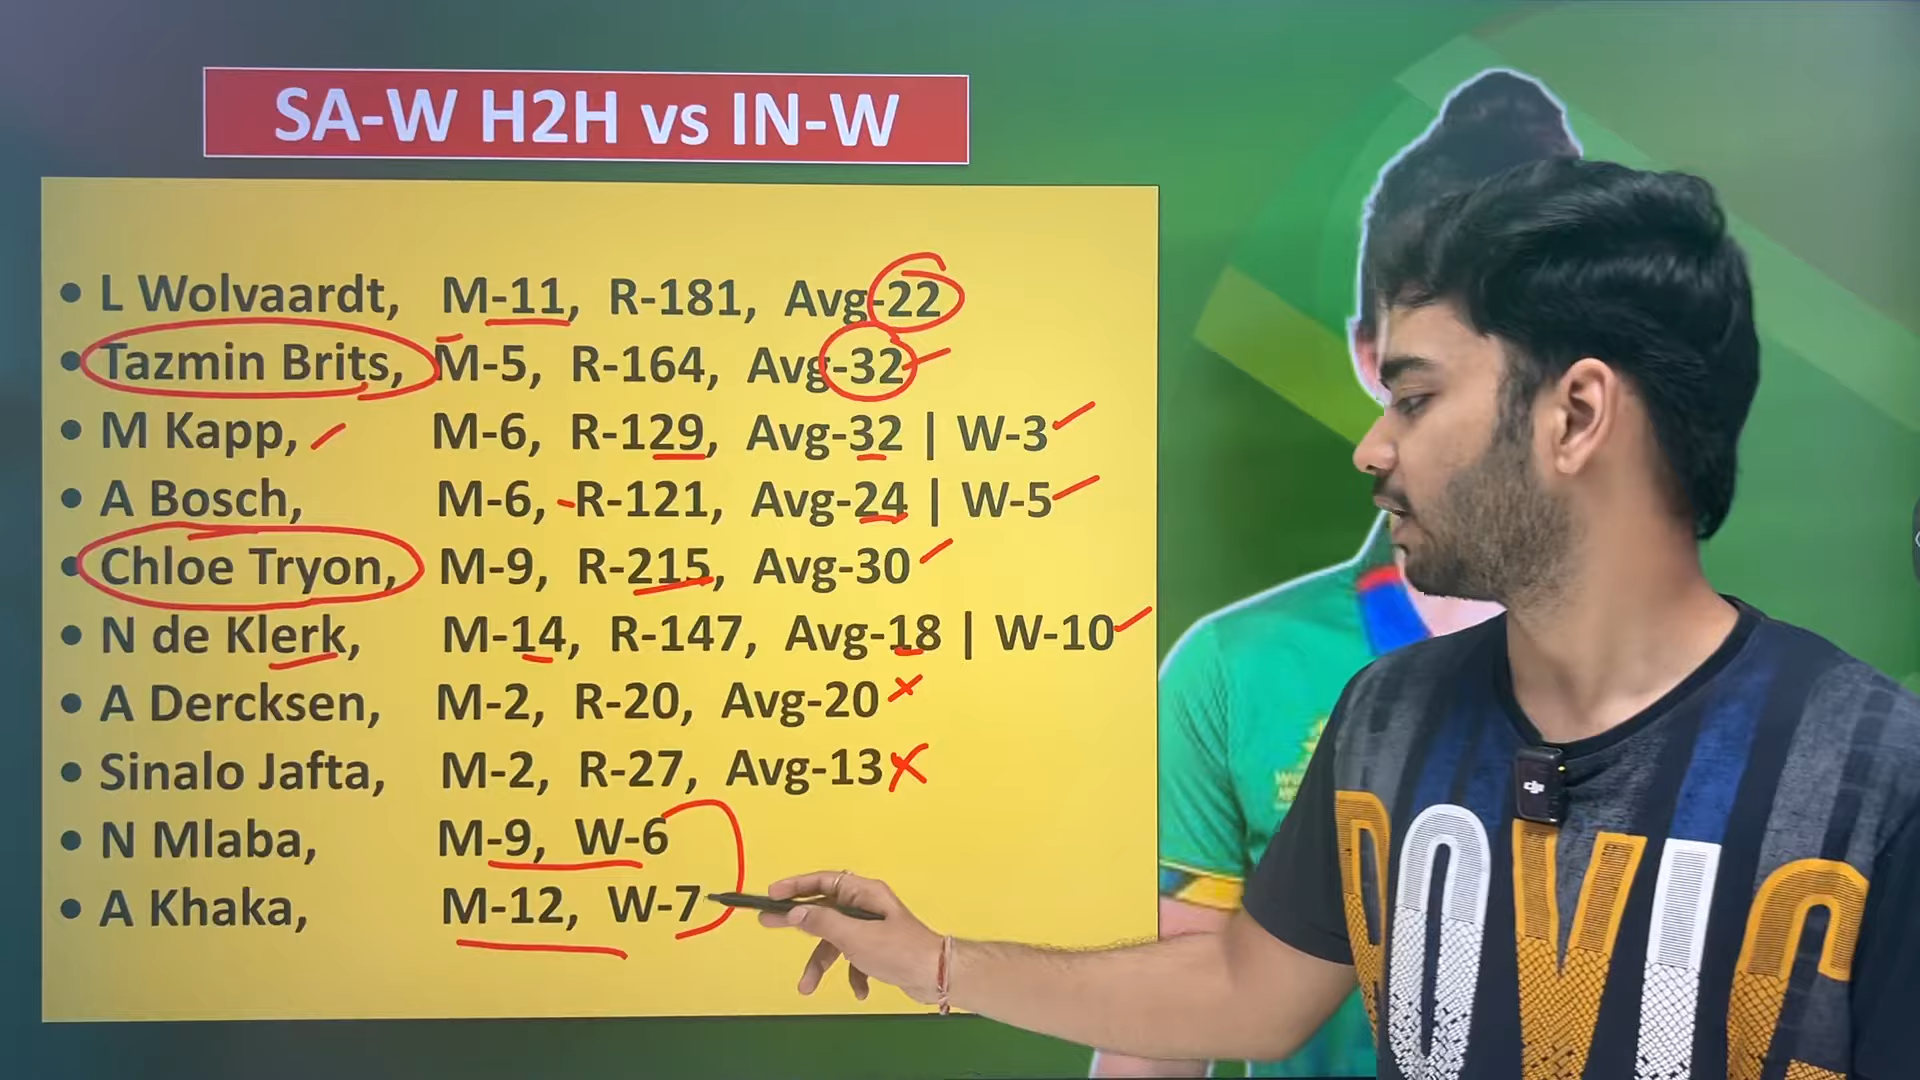 SA-W H2H vs IN-W
• L Wolvaardt, M-11, R-181, Avg-22
• Tazmin Brits, M-5, R-164, Avg-32
• M Kapp, M-6, R-129, Avg-32 | W-3
• A Bosch, M-6, R-121, Avg-24 | W-5
• Chloe Tryon, M-9, R-215, Avg-30
• N de Klerk, M-14, R-147, Avg-18 | W-10
• A Dercksen, M-2, R-20, Avg-20
• Sinalo Jafta, M-2, R-27, Avg-13
• N Mlaba, M-9, W-6
• A Khaka, M-12, W-7
dji